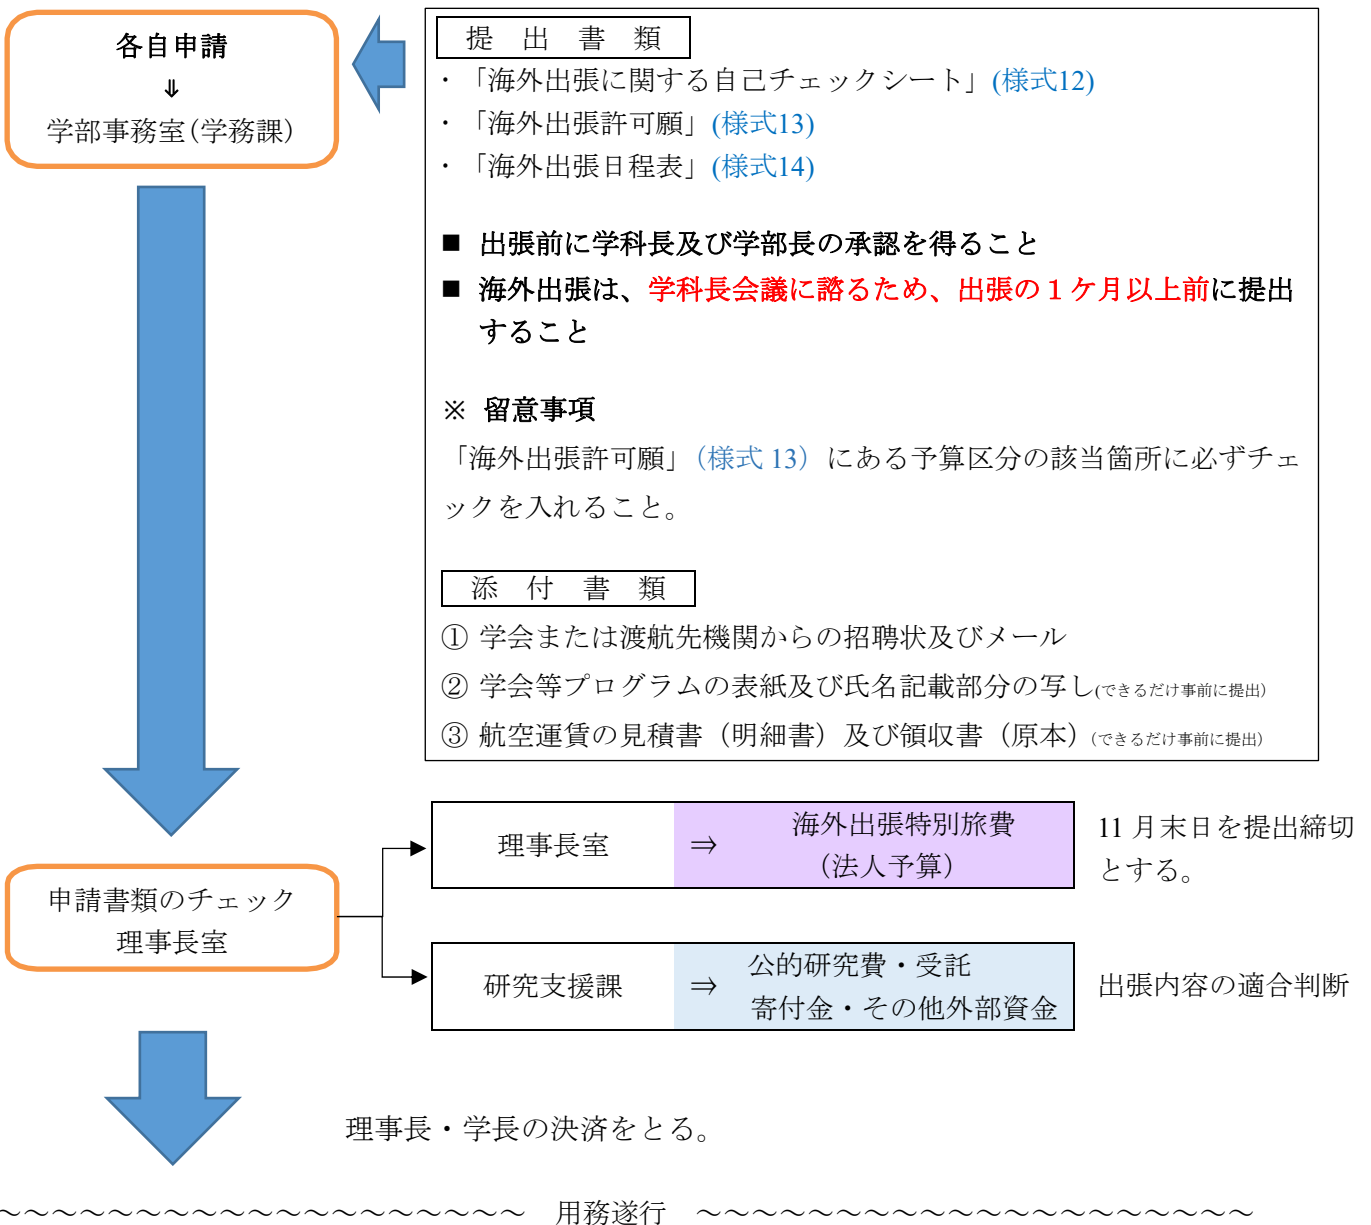 各自申請
⇓
学部事務室(学務課)
提 出 書 類
・「海外出張に関する自己チェックシート」(様式12)
・「海外出張許可願」(様式13)
・「海外出張日程表」(様式14)
■ 出張前に学科長及び学部長の承認を得ること
■ 海外出張は、学科長会議に諮るため、出張の１ケ月以上前に提出
すること
※ 留意事項
「海外出張許可願」（様式 13）にある予算区分の該当箇所に必ずチェ
ックを入れること。
添 付 書 類
① 学会または渡航先機関からの招聘状及びメール
② 学会等プログラムの表紙及び氏名記載部分の写し(できるだけ事前に提出)
③ 航空運賃の見積書（明細書）及び領収書（原本）(できるだけ事前に提出)
申請書類のチェック
理事長室
理事長室 ⇒ 海外出張特別旅費
（法人予算）
11 月末日を提出締切
とする。
研究支援課 ⇒ 公的研究費・受託
寄付金・その他外部資金
出張内容の適合判断
理事長・学長の決済をとる。
～～～～～～～～～～～～～～～～～～～ 用務遂行 ～～～～～～～～～～～～～～～～～～～～